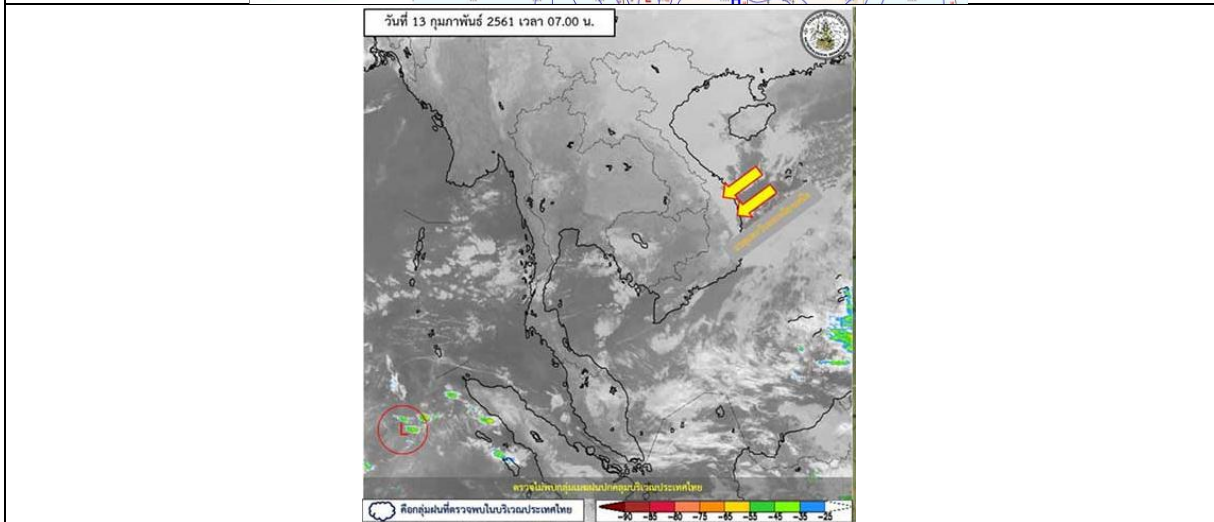 วันที่ 13 กุมภาพันธ์ 2561 เวลา 07.00 น.
L
ตรวจไม่พบกลุ่มเมฆฝนปกคลุมบริเวณประเทศไทย
คือกลุ่มฝนที่ตรวจพบในบริเวณประเทศไทย
-90 -85 -80 -75 -65 -55 -45 -35 -25